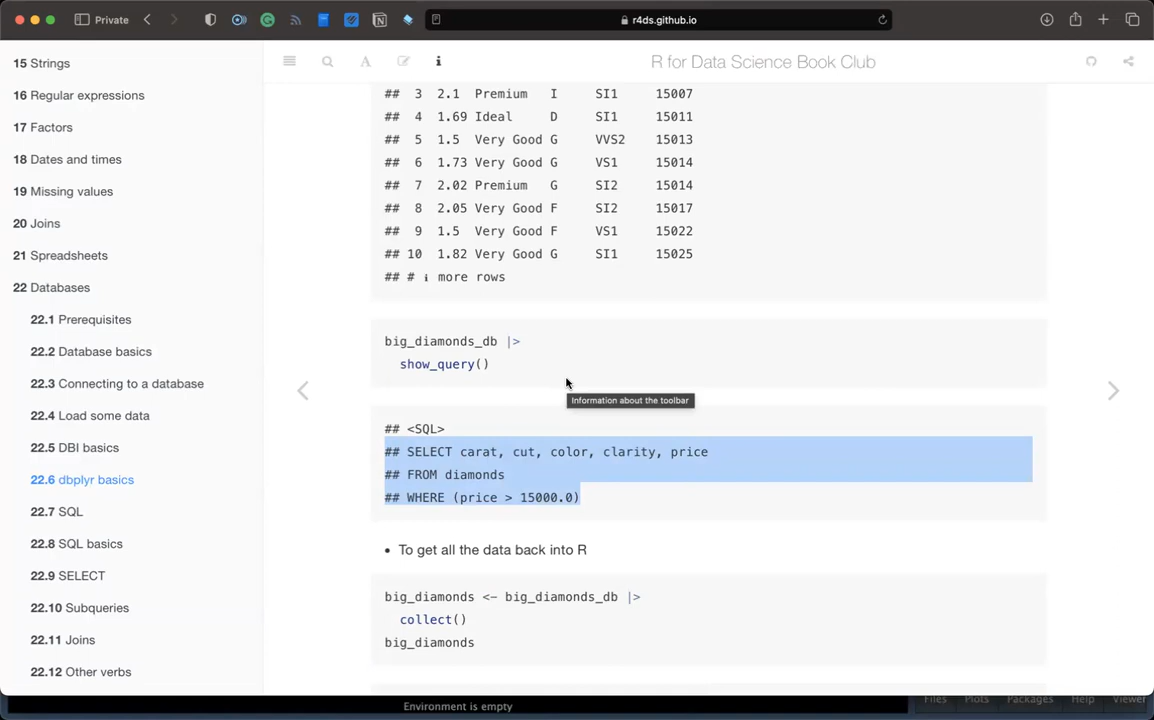 Private
r4ds.github.io
15 Strings
16 Regular expressions
17 Factors
18 Dates and times
19 Missing values
20 Joins
21 Spreadsheets
22 Databases
22.1 Prerequisites
22.2 Database basics
22.3 Connecting to a database
22.4 Load some data
22.5 DBI basics
22.6 dbplyr basics
22.7 SQL
22.8 SQL basics
22.9 SELECT
22.10 Subqueries
22.11 Joins
22.12 Other verbs
R for Data Science Book Club
## 3 2.1 Premium I SI1 15007
## 4 1.69 Ideal D SI1 15011
## 5 1.5 Very Good G VVS2 15013
## 6 1.73 Very Good G VS1 15014
## 7 2.02 Premium G SI2 15014
## 8 2.05 Very Good F SI2 15017
## 9 1.5 Very Good F VS1 15022
## 10 1.82 Very Good G SI1 15025
## # ℹ more rows
big_diamonds_db |>
show_query()
Information about the toolbar
## <SQL>
## SELECT carat, cut, color, clarity, price
## FROM diamonds
## WHERE (price > 15000.0)
• To get all the data back into R
big_diamonds <- big_diamonds_db |>
collect()
big_diamonds
Environment is empty
Files Plots Packages Help Viewer